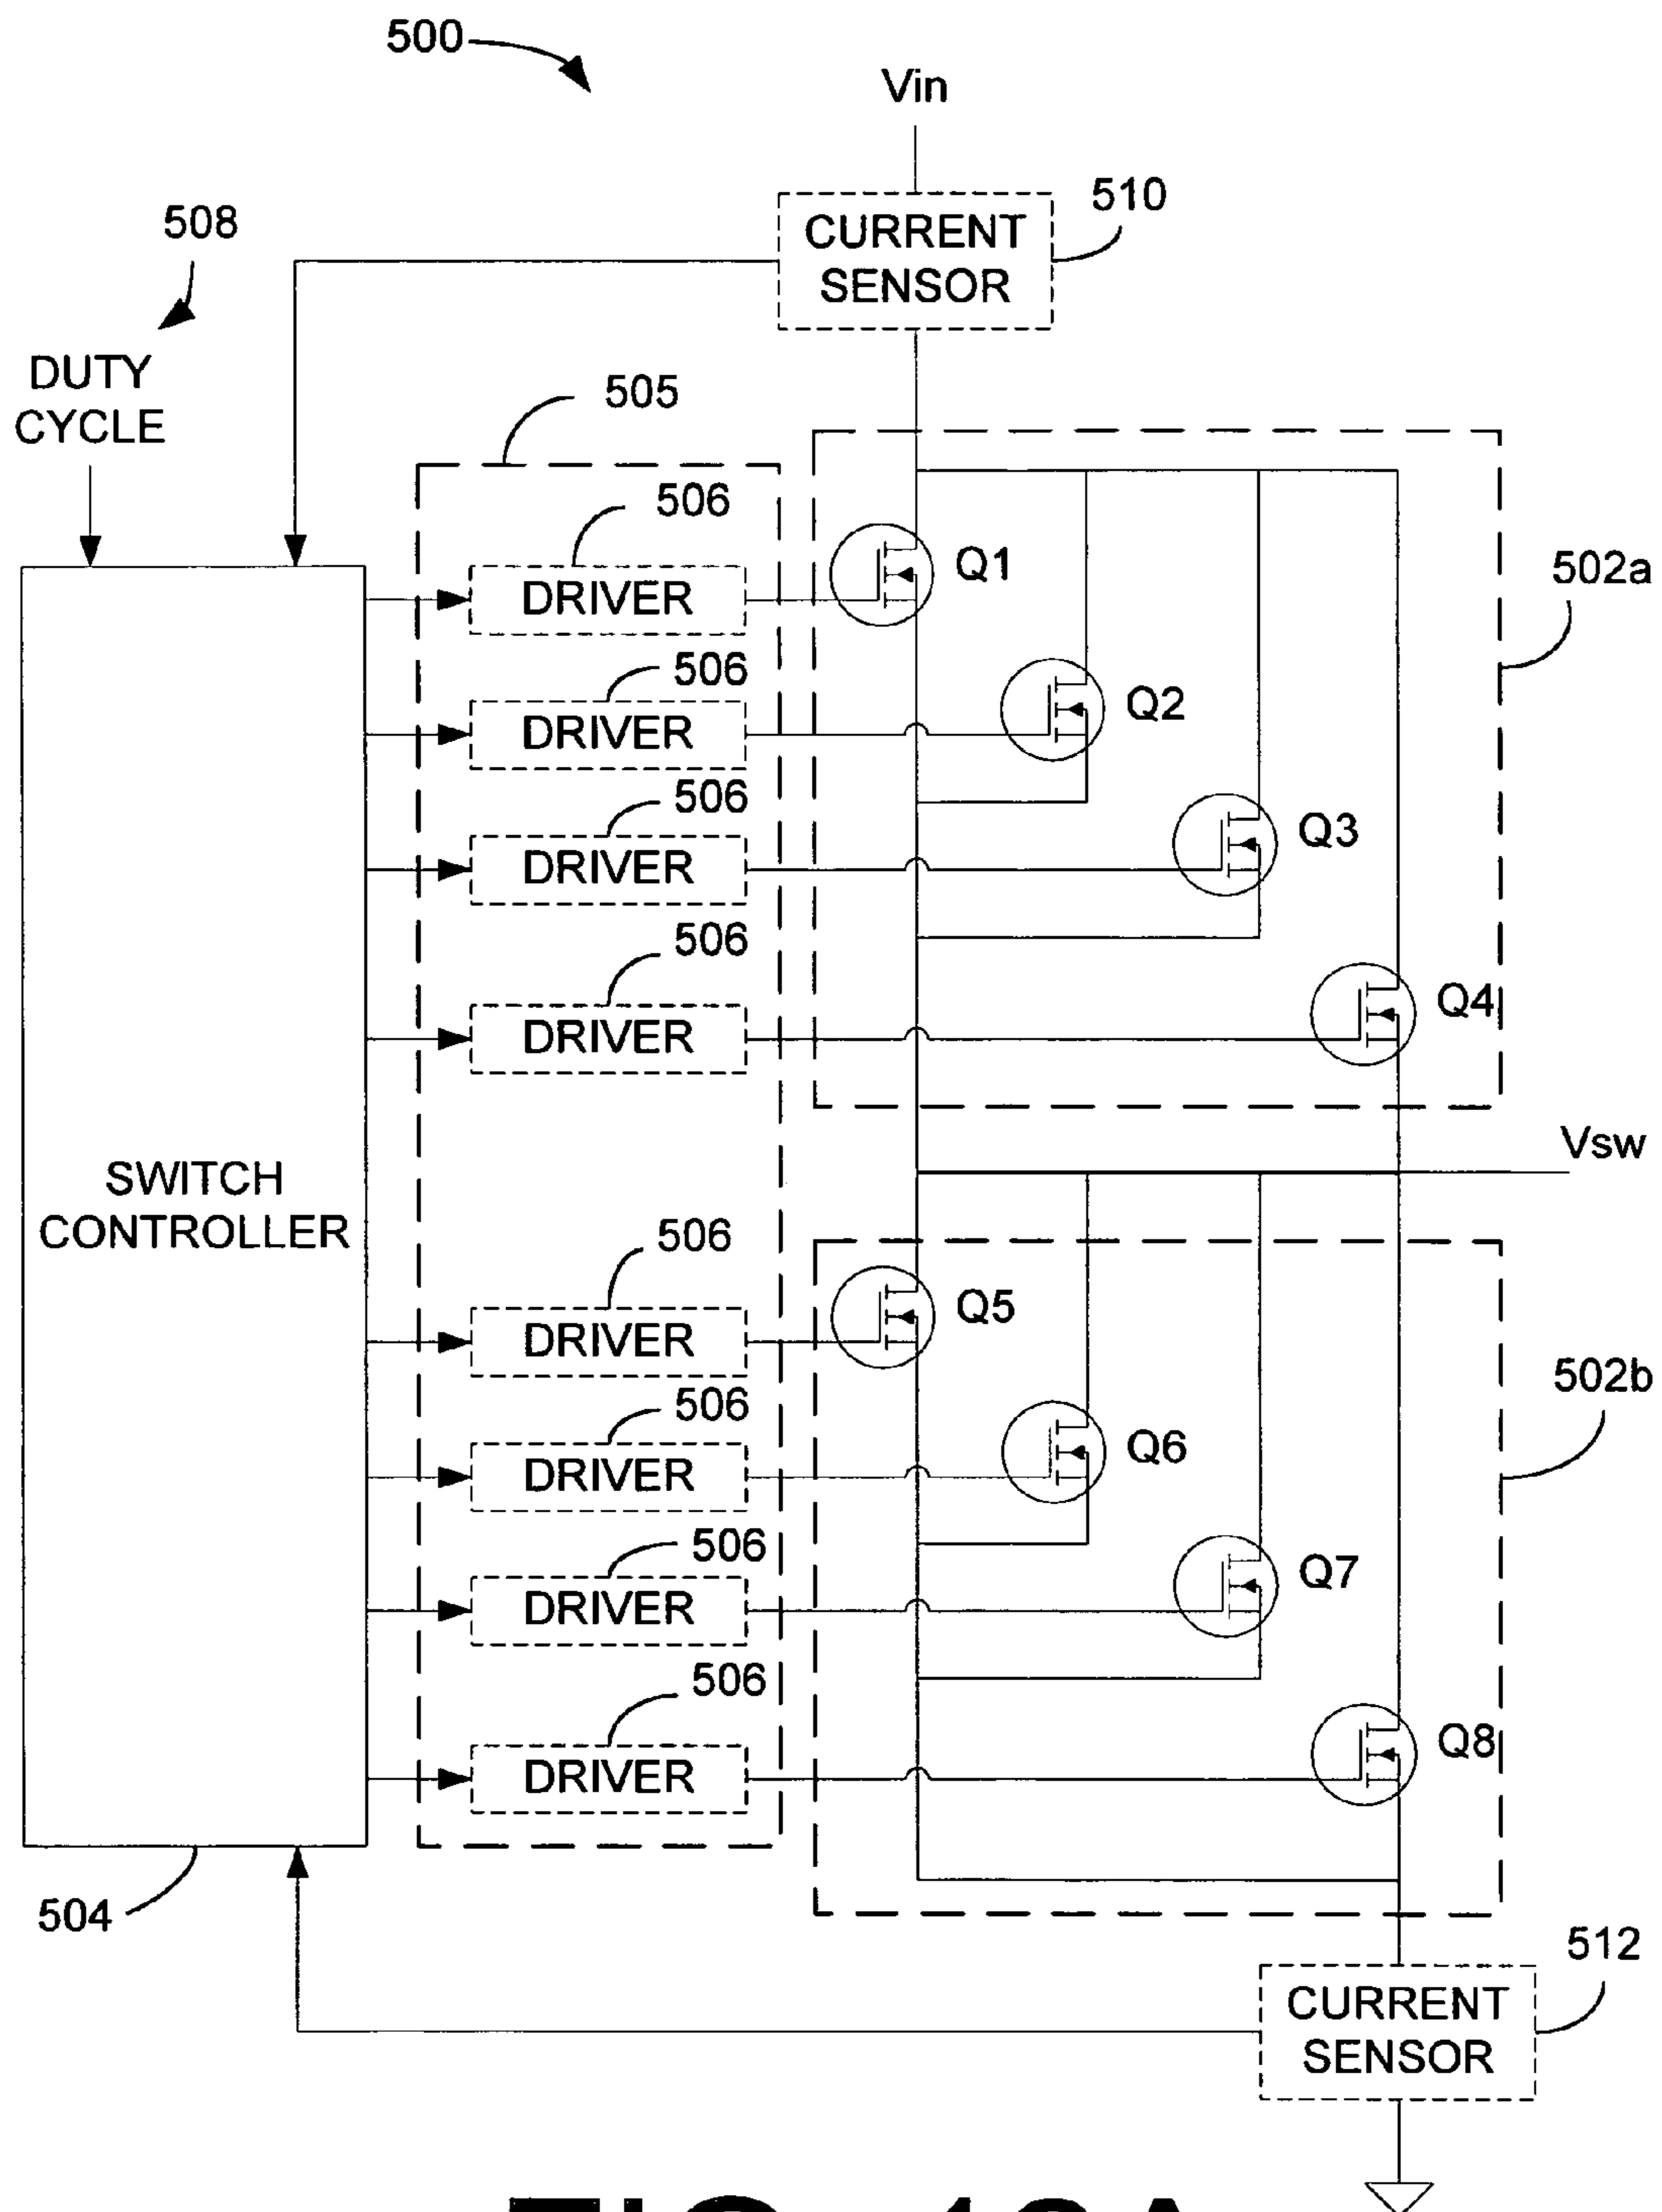 500
Vin
510
CURRENT
SENSOR
508
DUTY
CYCLE
505
506
DRIVER
Q1
502a
506
DRIVER
Q2
506
DRIVER
Q3
506
DRIVER
Q4
Vsw
SWITCH
CONTROLLER
506
DRIVER
Q5
502b
506
DRIVER
Q6
506
DRIVER
Q7
506
DRIVER
Q8
504
512
CURRENT
SENSOR